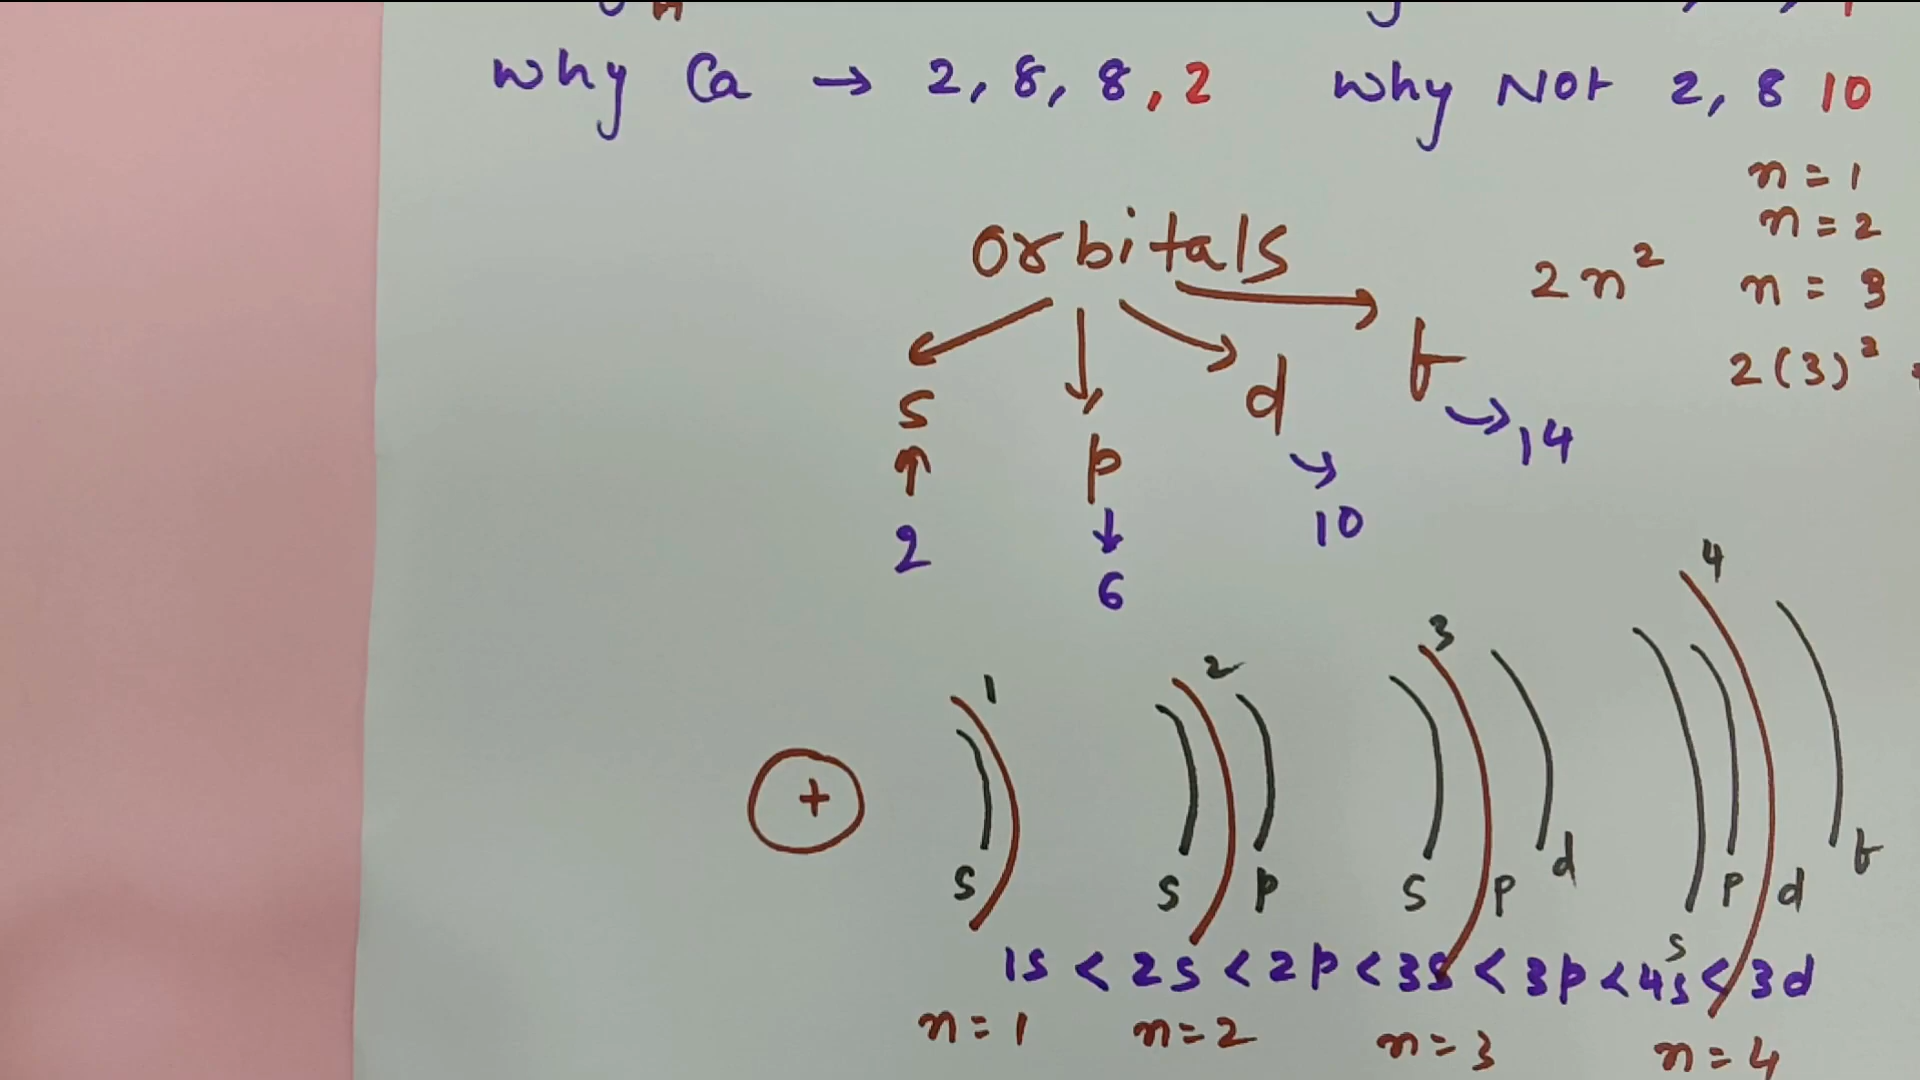 why Ca → 2, 8, 8, 2 why Not 2, 8 10
n = 1
n = 2
orbitals 2n² n = 3
2(3)²
s p d f
2 6 10 14
1 2 3 4
+
s s p s p d s p d f
1s < 2s < 2p < 3s < 3p < 4s < 3d
n = 1 n = 2 n = 3 n = 4